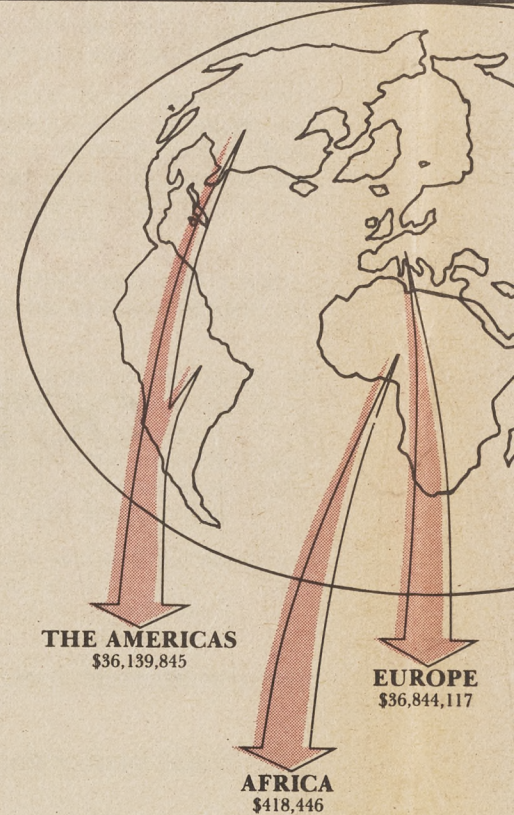 THE AMERICAS
$36,139,845
EUROPE
$36,844,117
AFRICA
$418,446